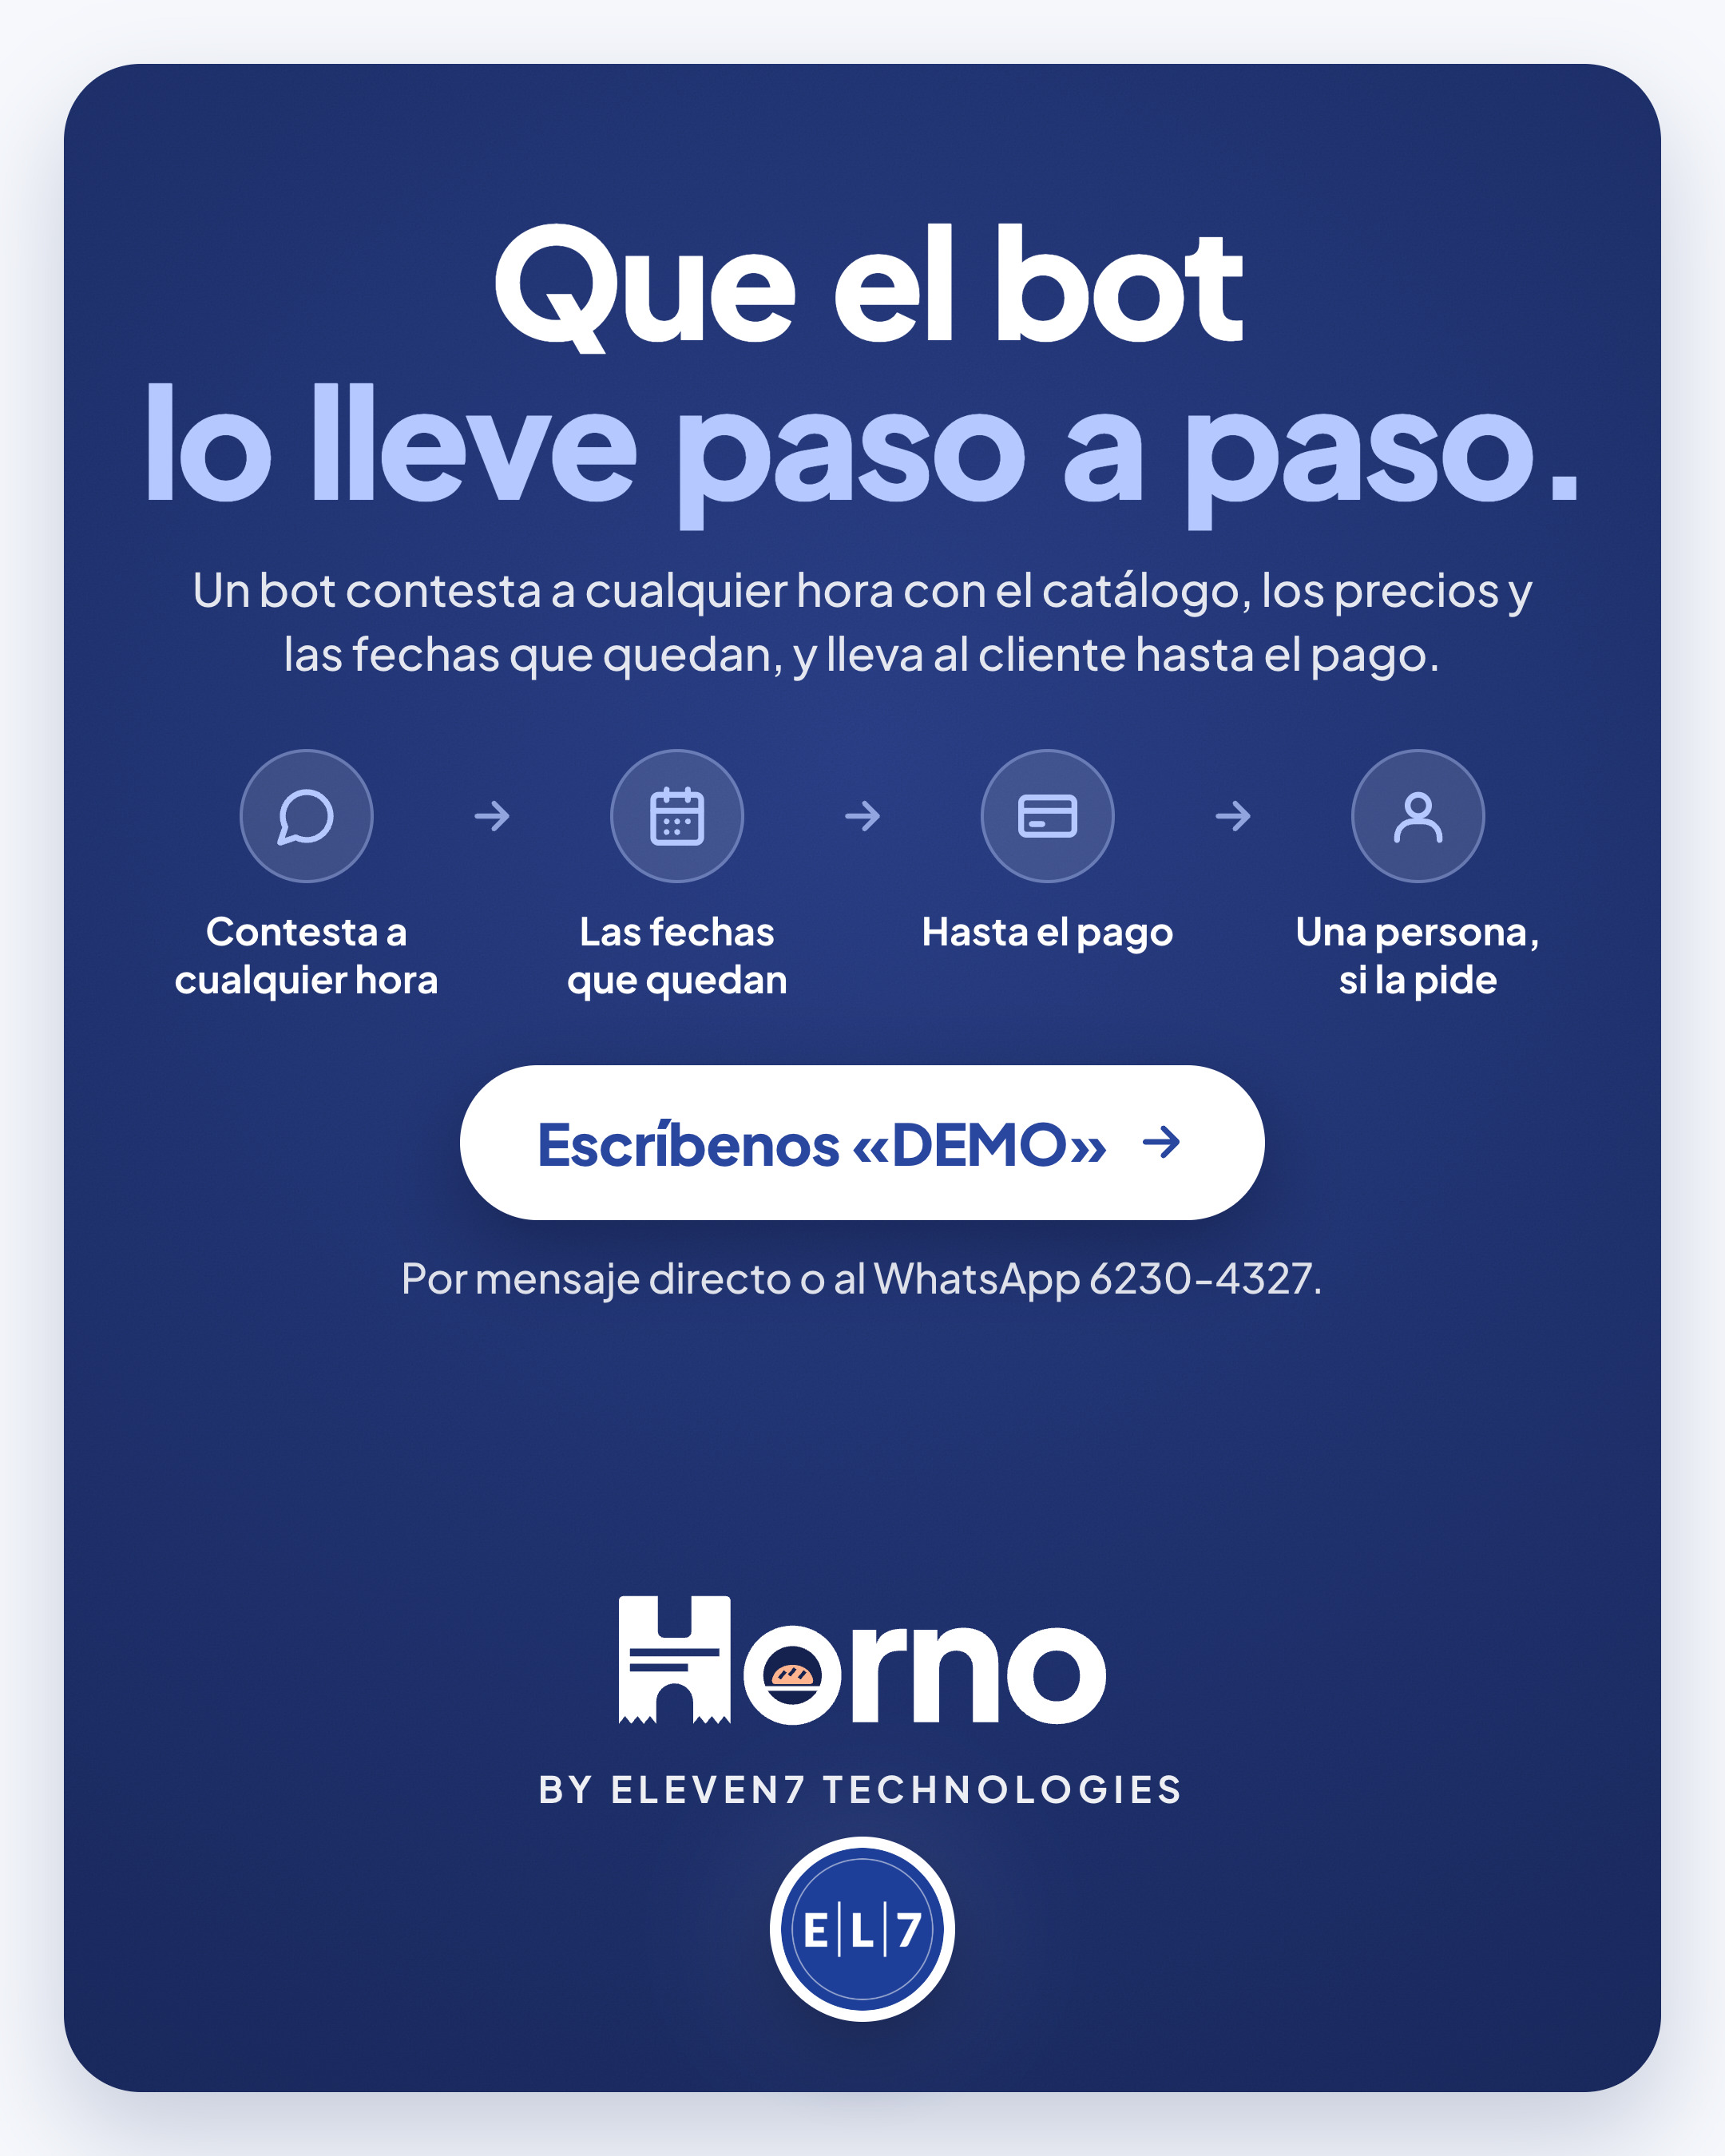 Que el bot
lo lleve paso a paso.
Un bot contesta a cualquier hora con el catálogo, los precios y
las fechas que quedan, y lleva al cliente hasta el pago.
Contesta a
cualquier hora
Las fechas
que quedan
Hasta el pago
Una persona,
si la pide
Escríbenos «DEMO» →
Por mensaje directo o al WhatsApp 6230-4327.
Horno
BY ELEVEN7 TECHNOLOGIES
E|L|7